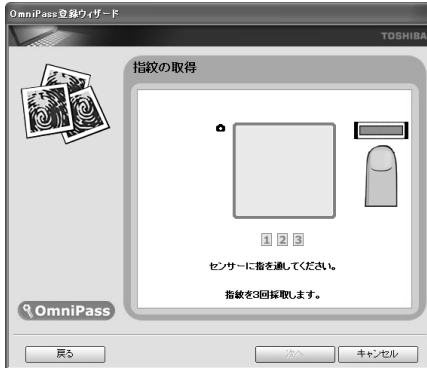 OmniPass登録ウィザード
TOSHIBA
指紋の取得
1 2 3
センサーに指を通してください。
指紋を3回採取します。
OmniPass
戻る
次へ
キャンセル